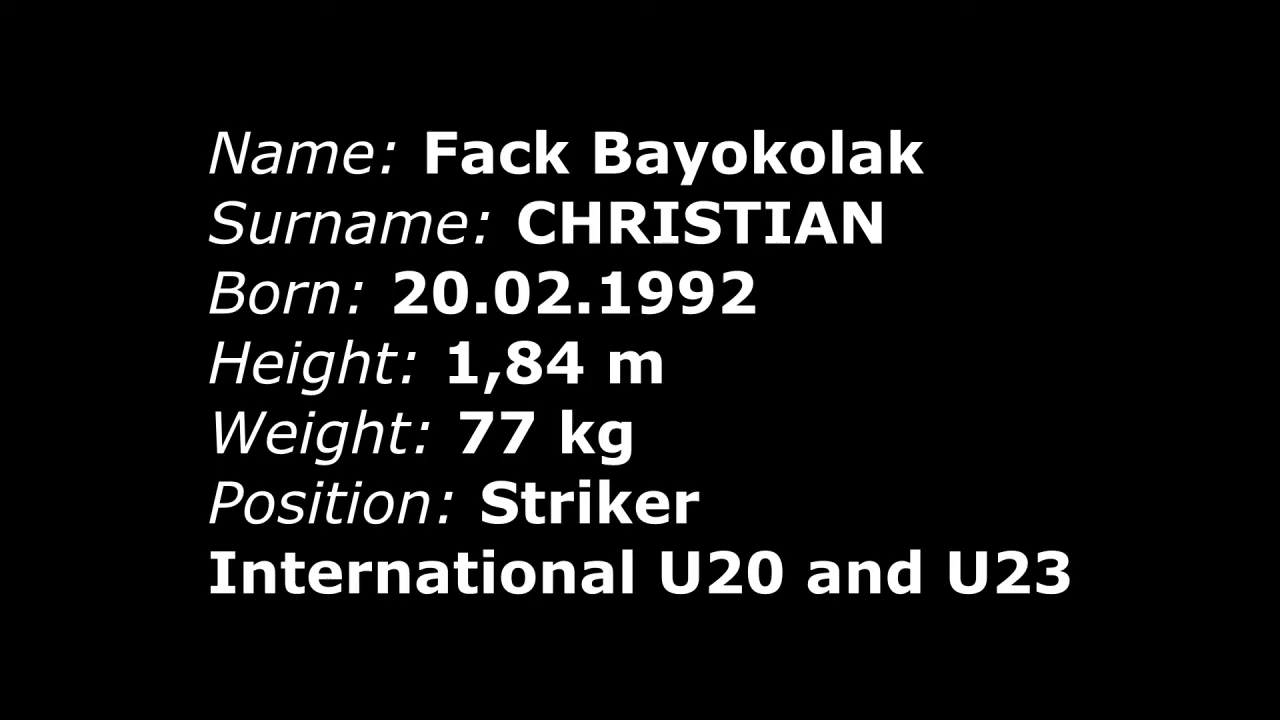 Name: Fack Bayokolak
Surname: CHRISTIAN
Born: 20.02.1992
Height: 1,84 m
Weight: 77 kg
Position: Striker
International U20 and U23